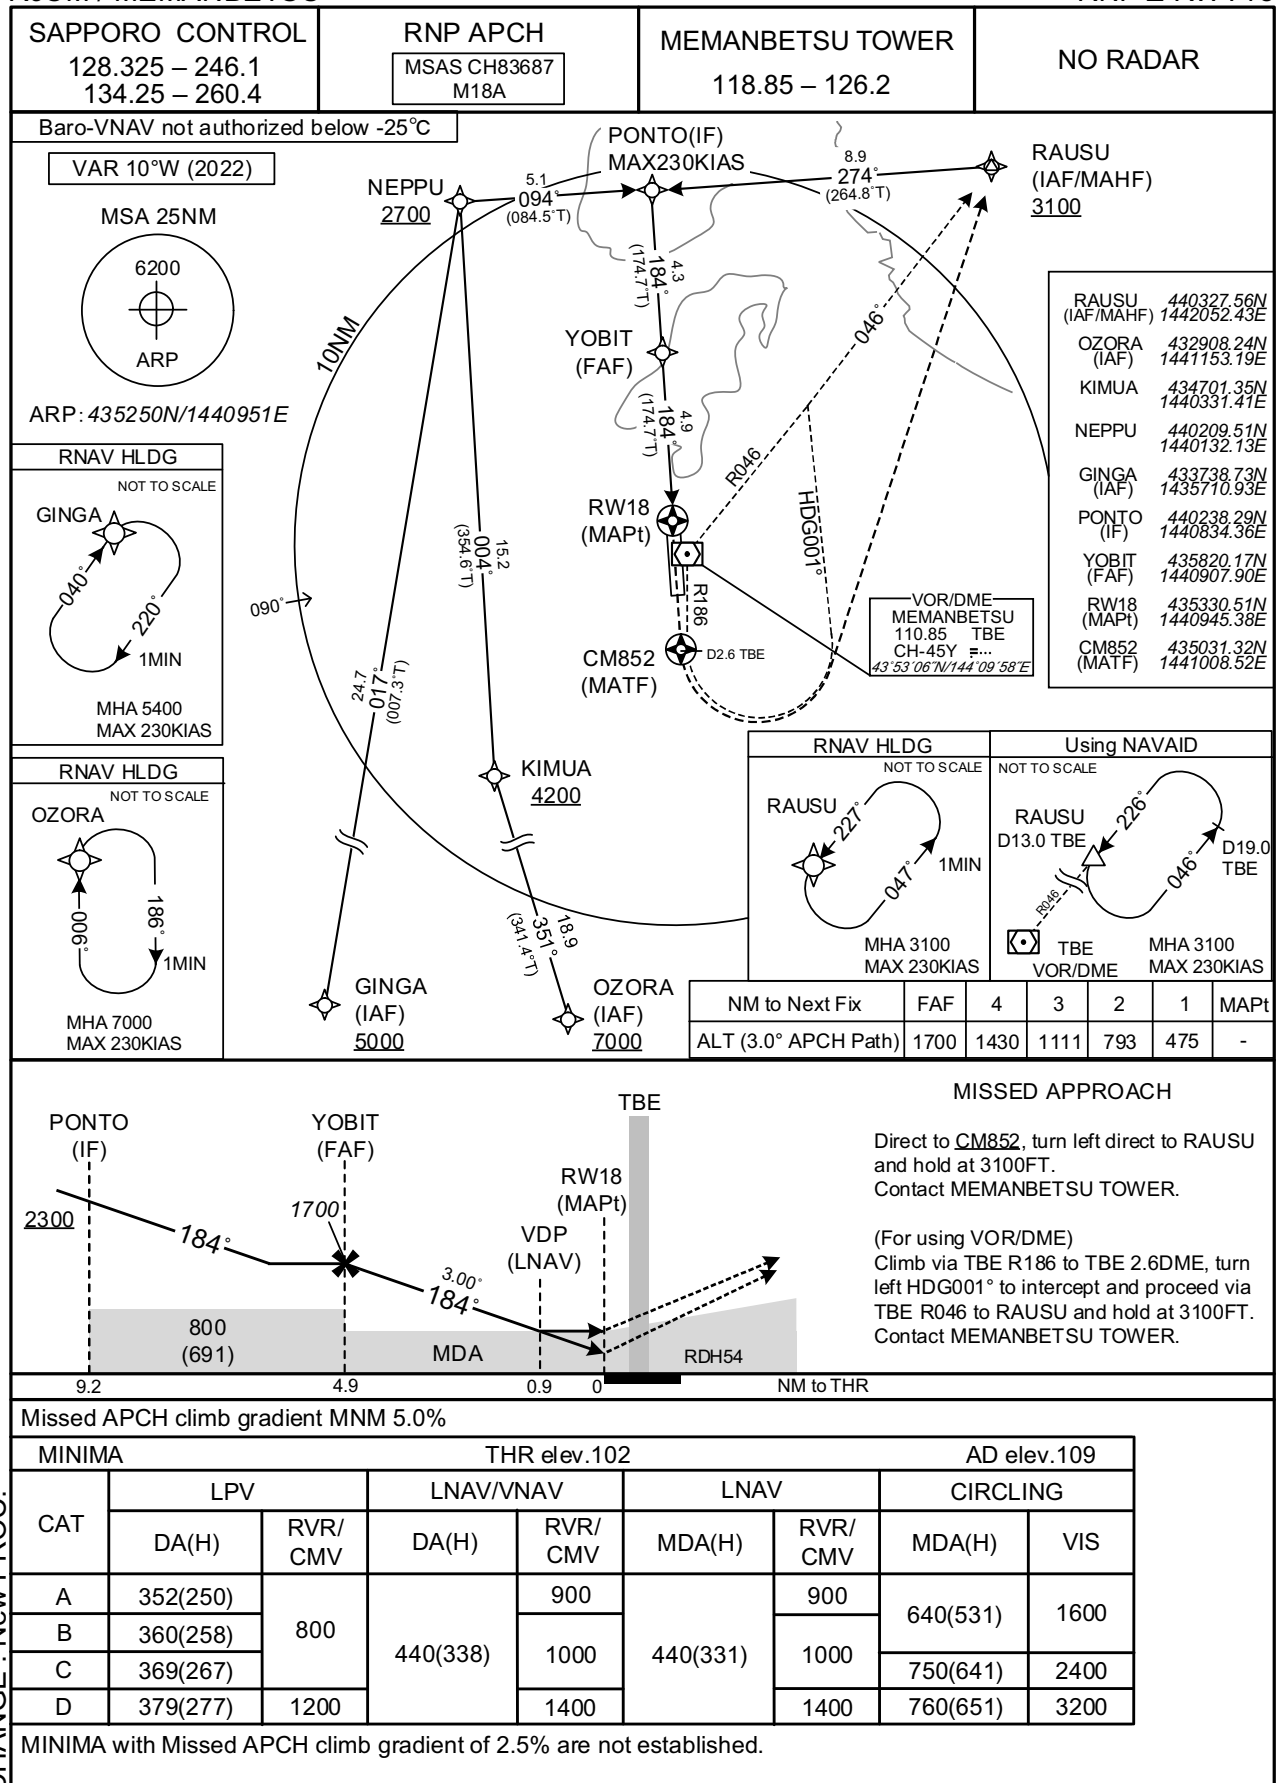 SAPPORO CONTROL
128.325 – 246.1
134.25 – 260.4
RNP APCH
MSAS CH83687
M18A
MEMANBETSU TOWER
118.85 – 126.2
NO RADAR
Baro-VNAV not authorized below -25°C
VAR 10°W (2022)
MSA 25NM
6200
ARP
ARP: 435250N/1440951E
NEPPU
2700
5.1
094°
(084.5°T)
PONTO(IF)
MAX230KIAS
8.9
274°
(264.8°T)
RAUSU
(IAF/MAHF)
3100
4.3
184°
(174.7°T)
YOBIT
(FAF)
4.9
184°
(174.7°T)
10NM
046°
R046
HDG001°
RW18
(MAPt)
R186
CM852
(MATF)
D2.6 TBE
15.2
004°
(354.6°T)
090°
24.7
017°
(007.3°T)
VOR/DME
MEMANBETSU
110.85 TBE
CH-45Y
43°53′06″N/144°09′58″E
RAUSU 440327.56N
(IAF/MAHF) 1442052.43E
OZORA 432908.24N
(IAF) 1441153.19E
KIMUA 434701.35N
1440331.41E
NEPPU 440209.51N
1440132.13E
GINGA 433738.73N
(IAF) 1435710.93E
PONTO 440238.29N
(IF) 1440834.36E
YOBIT 435820.17N
(FAF) 1440907.90E
RW18 435330.51N
(MAPt) 1440945.38E
CM852 435031.32N
(MATF) 1441008.52E
RNAV HLDG
NOT TO SCALE
GINGA
040°
220°
1MIN
MHA 5400
MAX 230KIAS
RNAV HLDG
NOT TO SCALE
OZORA
006°
186°
1MIN
MHA 7000
MAX 230KIAS
KIMUA
4200
18.9
351°
(341.4°T)
GINGA
(IAF)
5000
OZORA
(IAF)
7000
RNAV HLDG
NOT TO SCALE
RAUSU
227°
047°
1MIN
MHA 3100
MAX 230KIAS
Using NAVAID
NOT TO SCALE
RAUSU
D13.0 TBE
226°
046°
D19.0
TBE
R046
TBE
VOR/DME
MHA 3100
MAX 230KIAS
NM to Next Fix FAF 4 3 2 1 MAPt
ALT (3.0° APCH Path) 1700 1430 1111 793 475 -
PONTO
(IF)
2300
184°
YOBIT
(FAF)
1700
3.00°
184°
VDP
(LNAV)
RW18
(MAPt)
TBE
800
(691)
MDA
RDH54
9.2 4.9 0.9 0 NM to THR
MISSED APPROACH
Direct to CM852, turn left direct to RAUSU
and hold at 3100FT.
Contact MEMANBETSU TOWER.
(For using VOR/DME)
Climb via TBE R186 to TBE 2.6DME, turn
left HDG001° to intercept and proceed via
TBE R046 to RAUSU and hold at 3100FT.
Contact MEMANBETSU TOWER.
Missed APCH climb gradient MNM 5.0%
MINIMA THR elev.102 AD elev.109
CAT LPV LNAV/VNAV LNAV CIRCLING
DA(H) RVR/CMV DA(H) RVR/CMV MDA(H) RVR/CMV MDA(H) VIS
A 352(250) 800 440(338) 900 440(331) 900 640(531) 1600
B 360(258) 1000 1000
C 369(267) 750(641) 2400
D 379(277) 1200 1400 1400 760(651) 3200
MINIMA with Missed APCH climb gradient of 2.5% are not established.